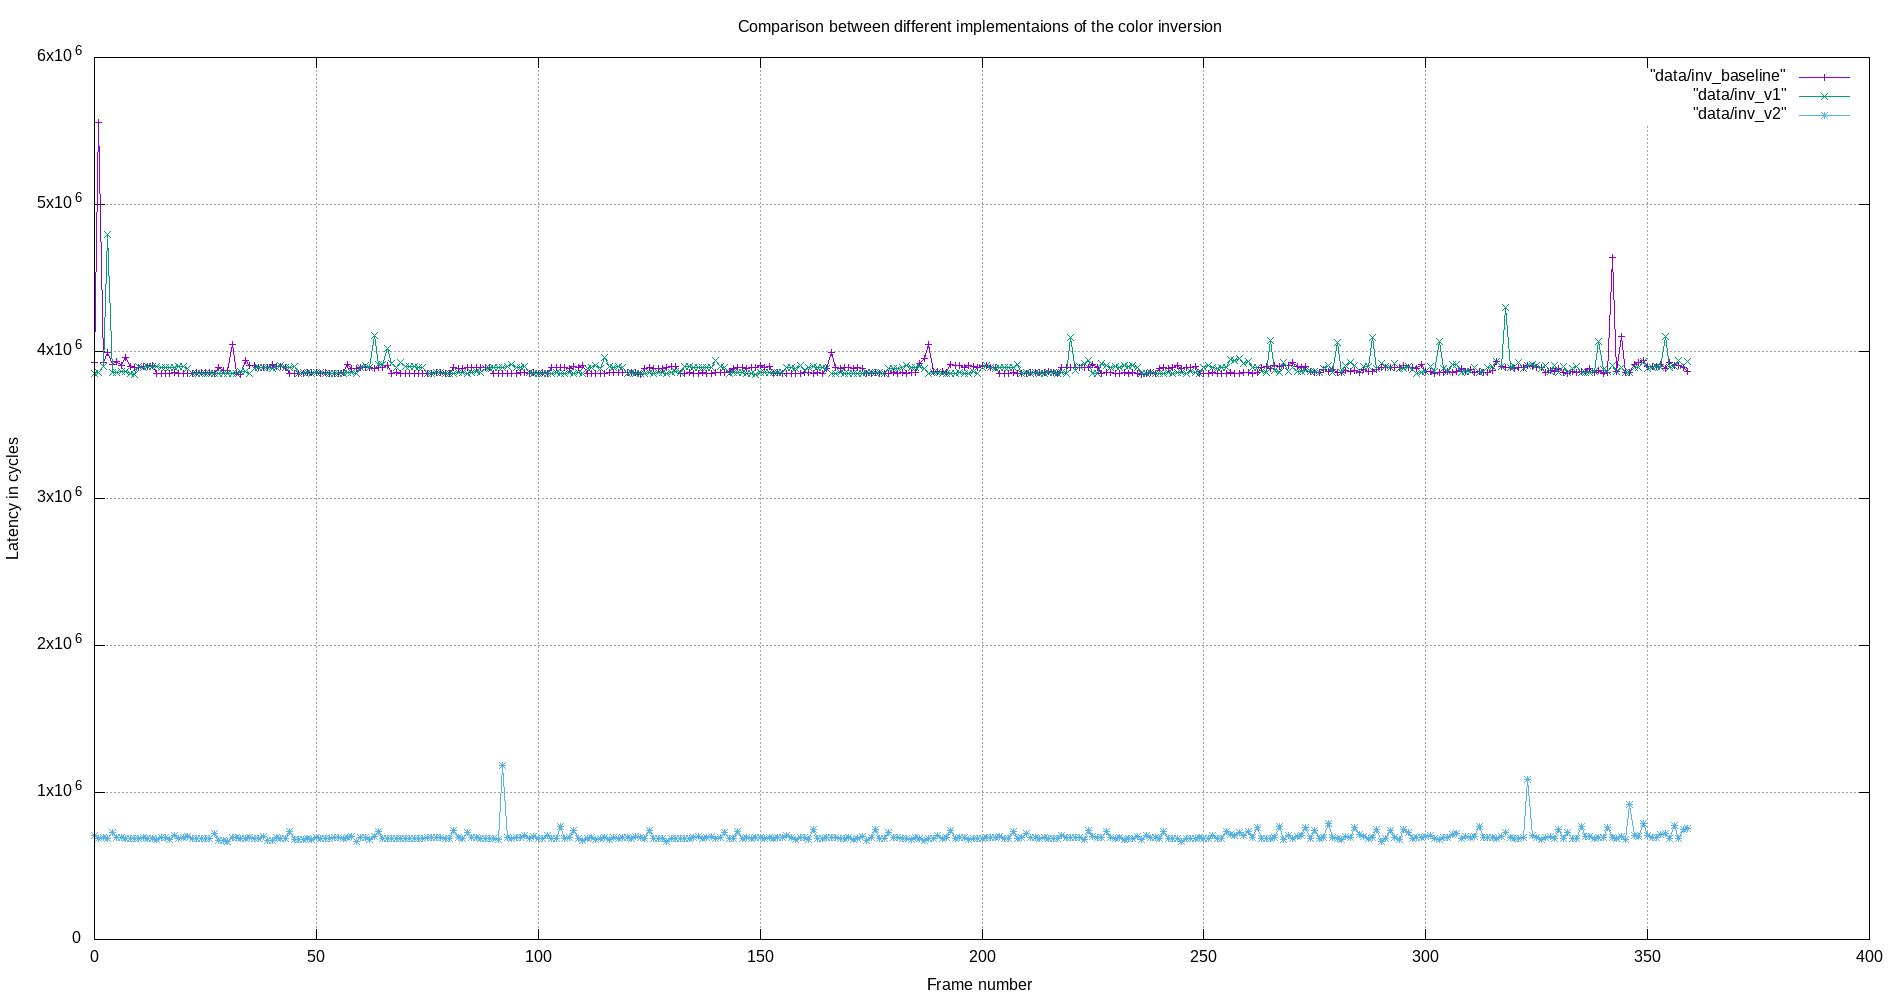 Comparison between different implementaions of the color inversion
"data/inv_baseline"
"data/inv_v1"
"data/inv_v2"
6x10 6
5x10 6
4x10 6
3x10 6
2x10 6
1x10 6
0
Latency in cycles
0 50 100 150 200 250 300 350 400
Frame number